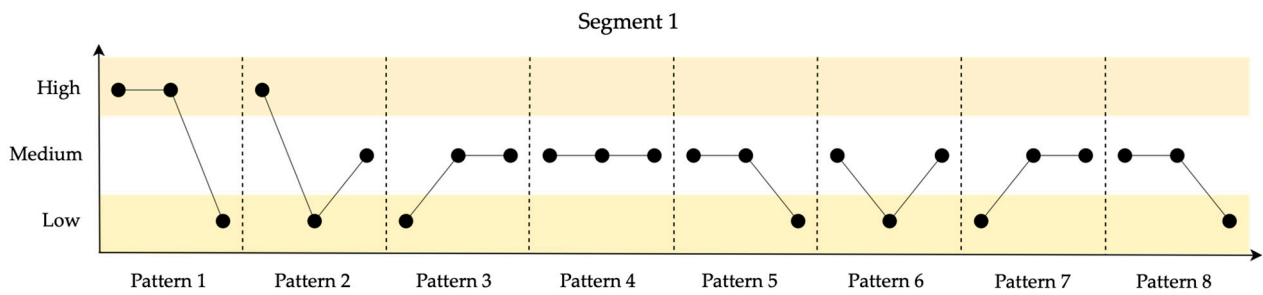 Segment 1
High
Medium
Low
Pattern 1 Pattern 2 Pattern 3 Pattern 4 Pattern 5 Pattern 6 Pattern 7 Pattern 8